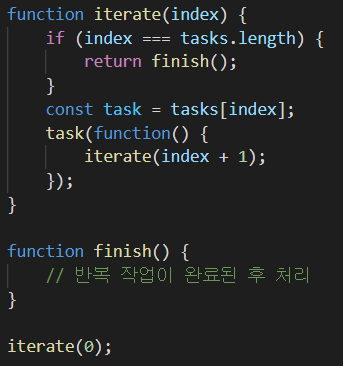 function iterate(index) {
    if (index === tasks.length) {
        return finish();
    }
    const task = tasks[index];
    task(function() {
        iterate(index + 1);
    });
}

function finish() {
    // 반복 작업이 완료된 후 처리
}

iterate(0);